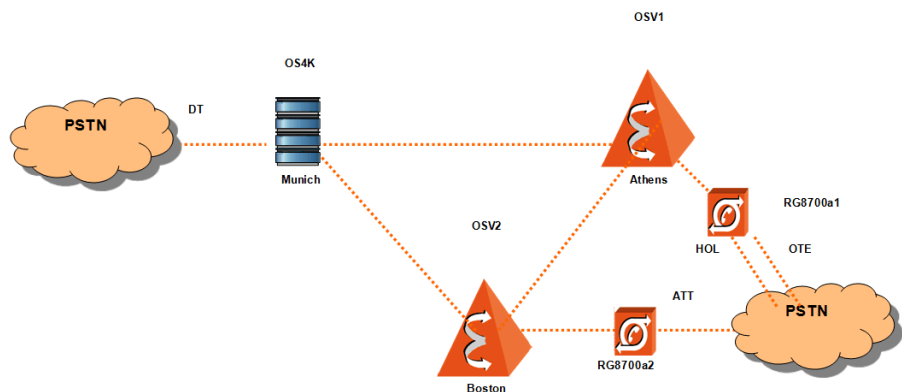 OSV1
OS4K
DT
PSTN
Munich
Athens
RG8700a1
OSV2
HOL
OTE
ATT
PSTN
RG8700a2
Boston